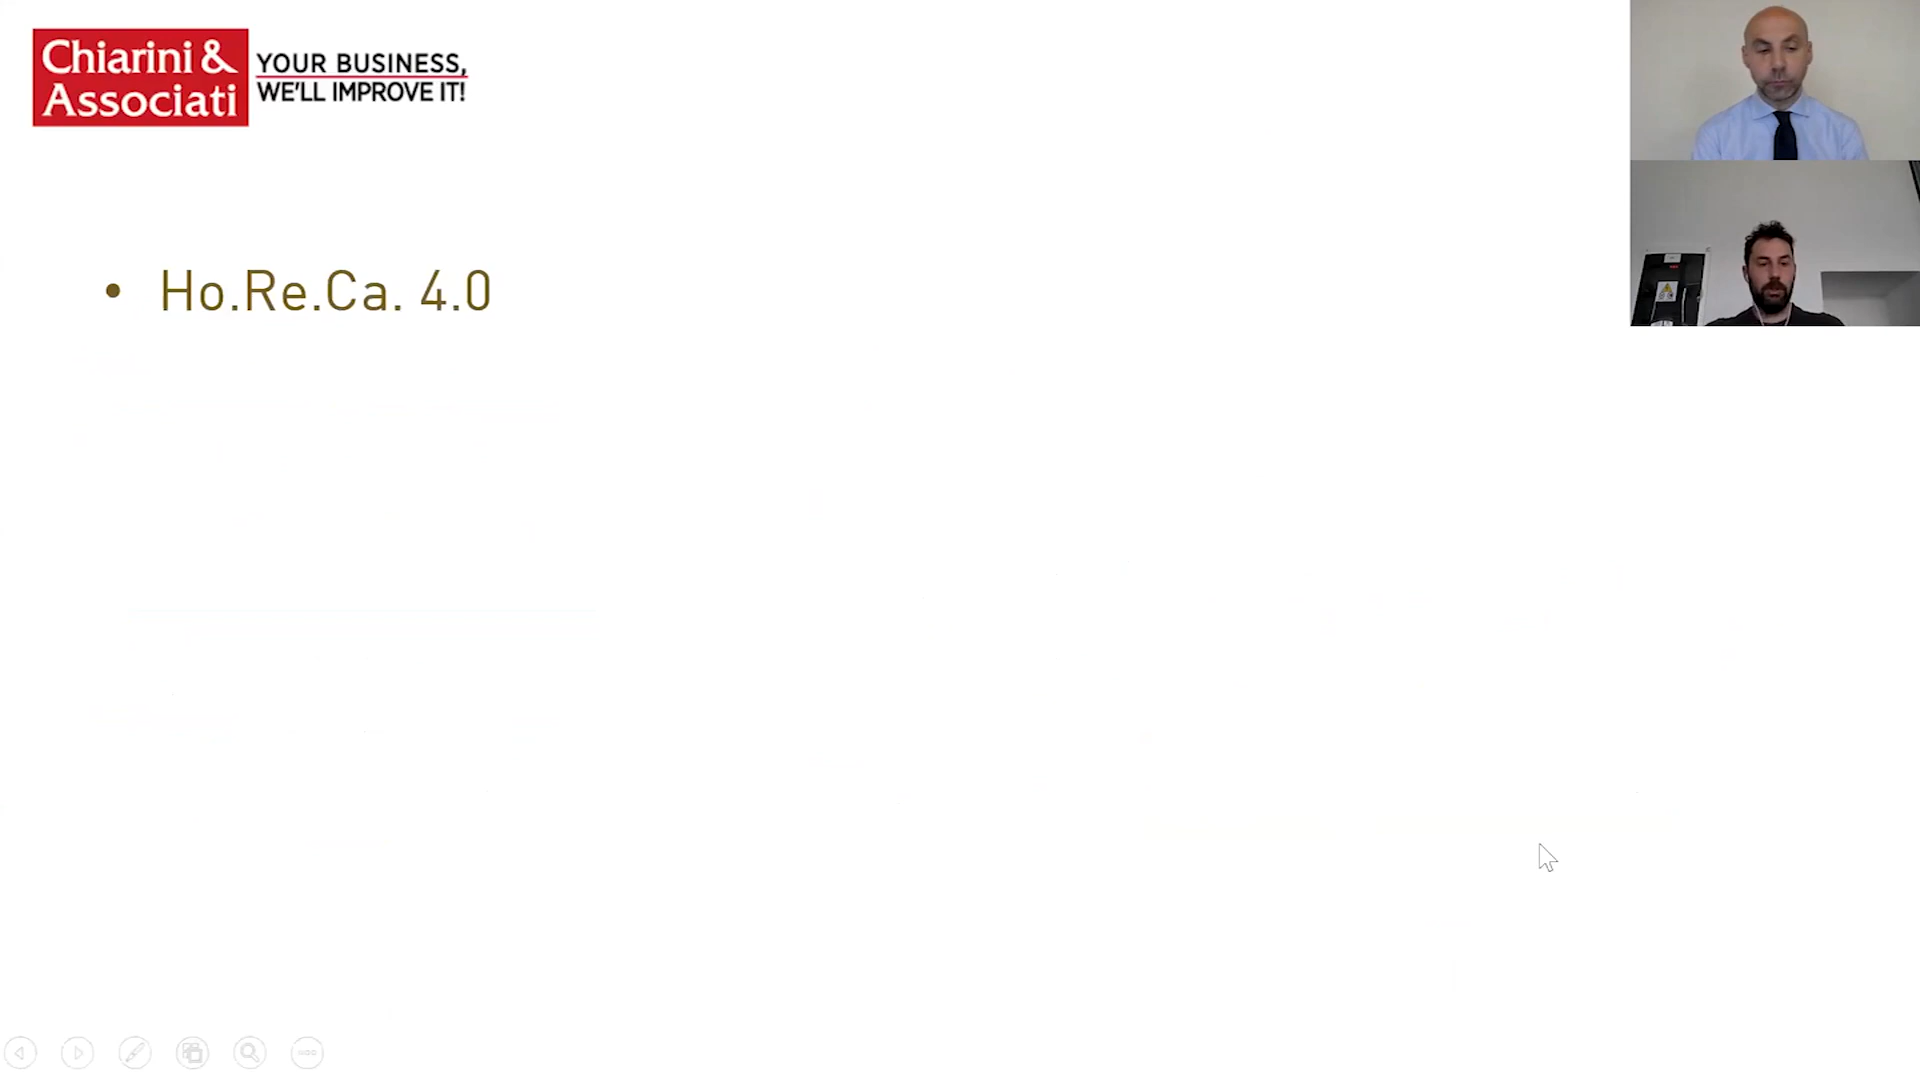 Chiarini &
Associati
YOUR BUSINESS,
WE'LL IMPROVE IT!
• Ho.Re.Ca. 4.0